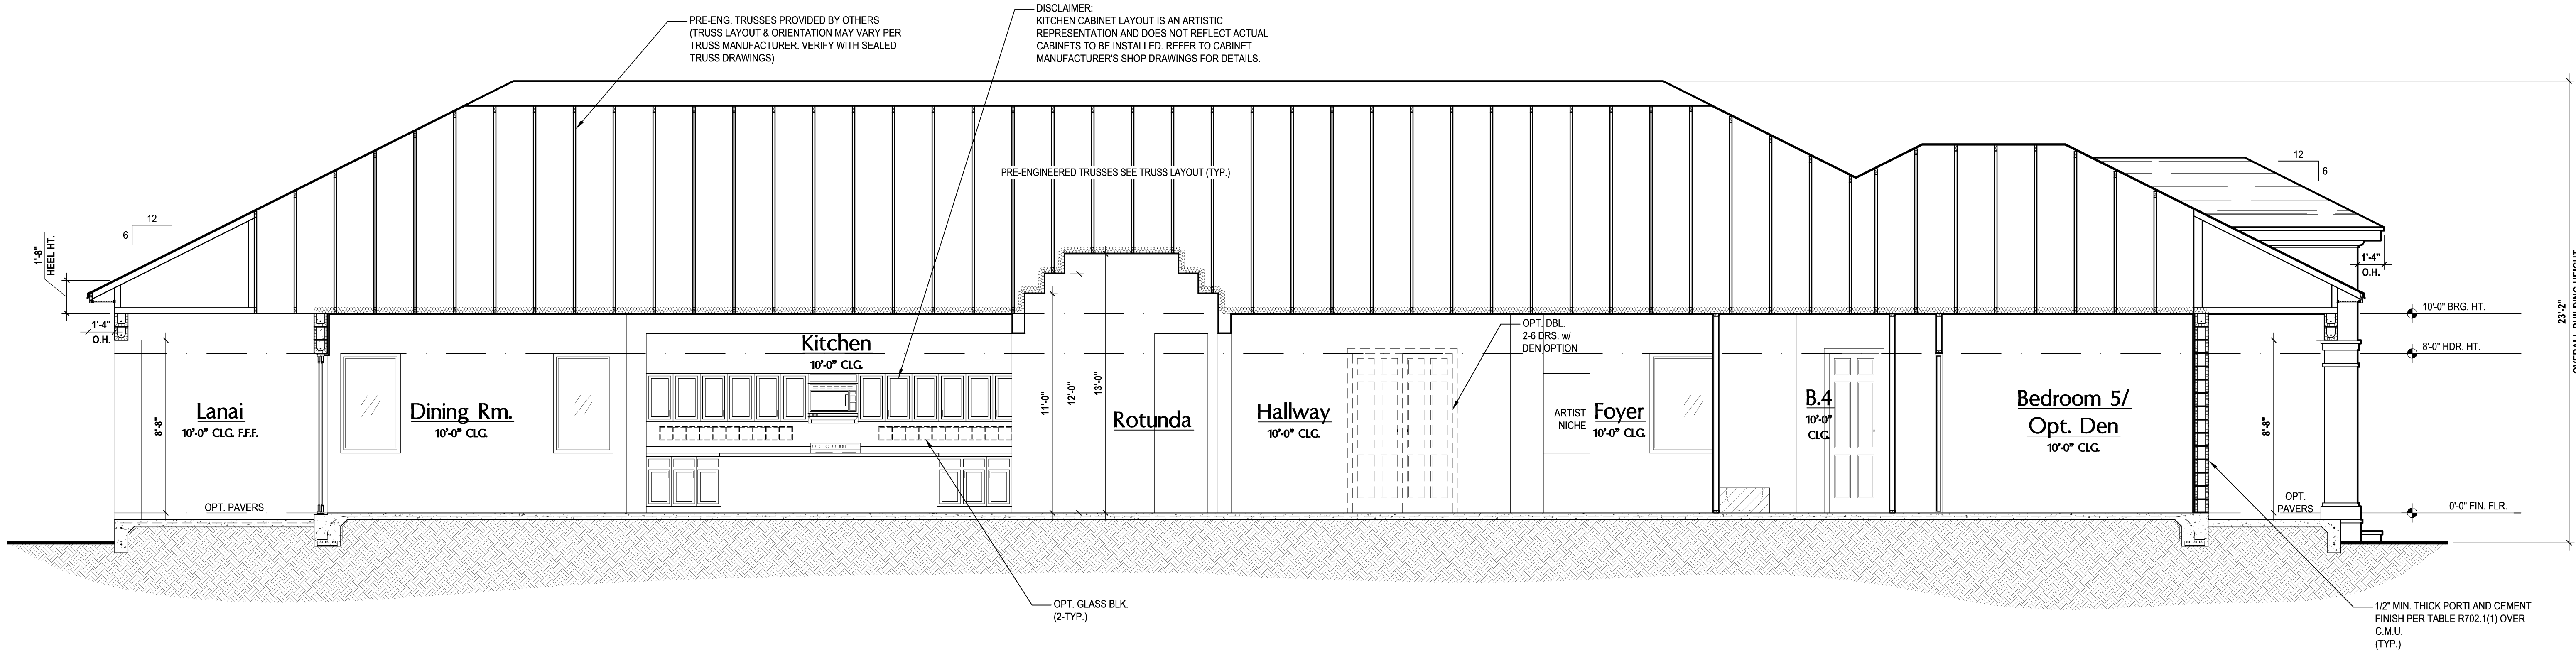 PRE-ENG. TRUSSES PROVIDED BY OTHERS
(TRUSS LAYOUT & ORIENTATION MAY VARY PER
TRUSS MANUFACTURER. VERIFY WITH SEALED
TRUSS DRAWINGS)
DISCLAIMER:
KITCHEN CABINET LAYOUT IS AN ARTISTIC
REPRESENTATION AND DOES NOT REFLECT ACTUAL
CABINETS TO BE INSTALLED. REFER TO CABINET
MANUFACTURER'S SHOP DRAWINGS FOR DETAILS.
PRE-ENGINEERED TRUSSES SEE TRUSS LAYOUT (TYP.)
12
6
12
6
1'-8"
HEEL HT.
1'-4"
O.H.
1'-4"
O.H.
10'-0" BRG. HT.
8'-0" HDR. HT.
0'-0" FIN. FLR.
23'-2"
OVERALL BUILDING HEIGHT
Lanai
10'-0" CLG. F.F.F.
8'-8"
OPT. PAVERS
Dining Rm.
10'-0" CLG.
Kitchen
10'-0" CLG.
11'-0"
12'-0"
13'-0"
Rotunda
Hallway
10'-0" CLG.
OPT. DBL.
2-6 DRS. w/
DEN OPTION
ARTIST
NICHE
Foyer
10'-0" CLG.
B.4
10'-0"
CLG.
Bedroom 5/
Opt. Den
10'-0" CLG.
8'-8"
OPT.
PAVERS
OPT. GLASS BLK.
(2-TYP.)
1/2" MIN. THICK PORTLAND CEMENT
FINISH PER TABLE R702.1(1) OVER
C.M.U.
(TYP.)